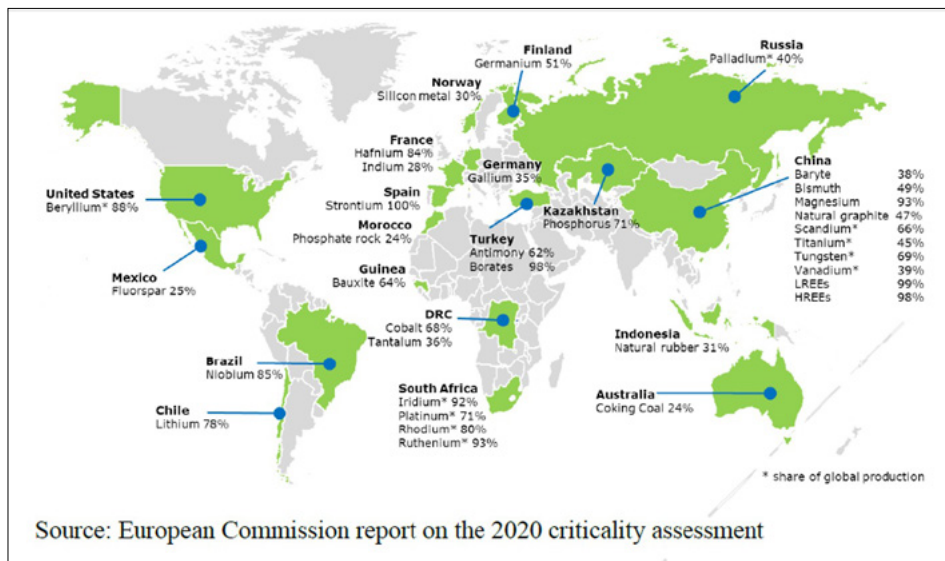 Finland
Germanium 51%
Russia
Palladium* 40%
Norway
Silicon metal 30%
France
Hafnium 84%
Indium 28%
Germany
Gallium 35%
China
Baryte 38%
Bismuth 49%
Magnesium 93%
Natural graphite 47%
Scandium* 66%
Titanium* 45%
Tungsten* 69%
Vanadium* 39%
LREEs 99%
HREEs 98%
United States
Beryllium* 88%
Spain
Strontium 100%
Kazakhstan
Phosphorus 71%
Morocco
Phosphate rock 24%
Turkey
Antimony 62%
Borates 98%
Mexico
Fluorspar 25%
Guinea
Bauxite 64%
DRC
Cobalt 68%
Tantalum 36%
Indonesia
Natural rubber 31%
Brazil
Niobium 85%
South Africa
Iridium* 92%
Platinum* 71%
Rhodium* 80%
Ruthenium* 93%
Australia
Coking Coal 24%
Chile
Lithium 78%
* share of global production
Source: European Commission report on the 2020 criticality assessment